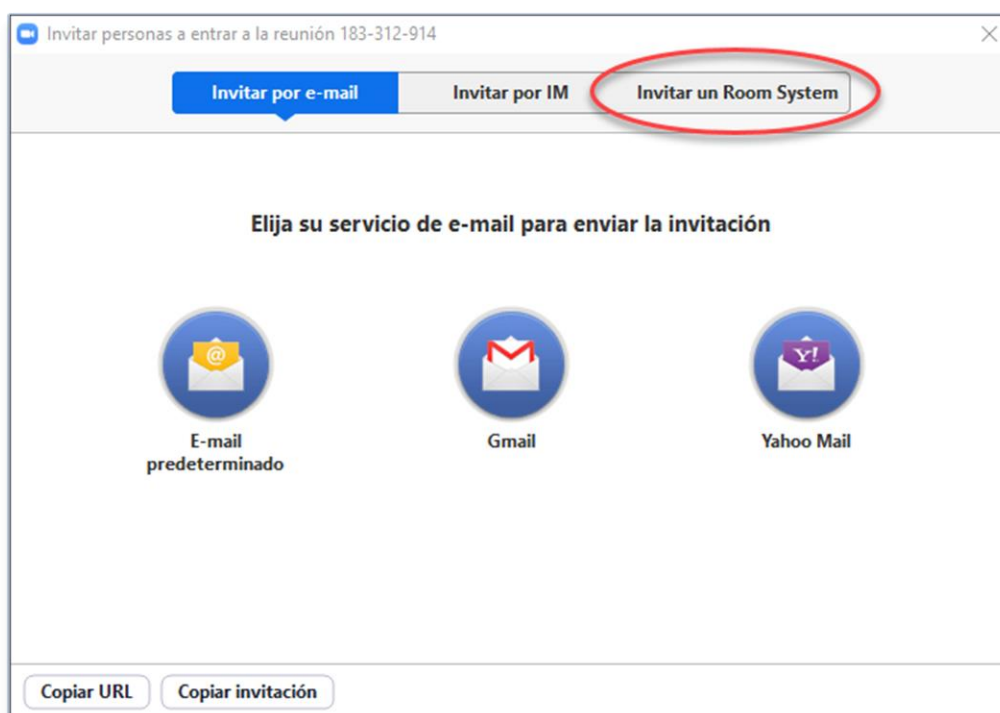 Invitar personas a entrar a la reunión 183-312-914
Invitar por e-mail
Invitar por IM
Invitar un Room System
Elija su servicio de e-mail para enviar la invitación
@
Y!
E-mail
predeterminado
Gmail
Yahoo Mail
Copiar URL
Copiar invitación